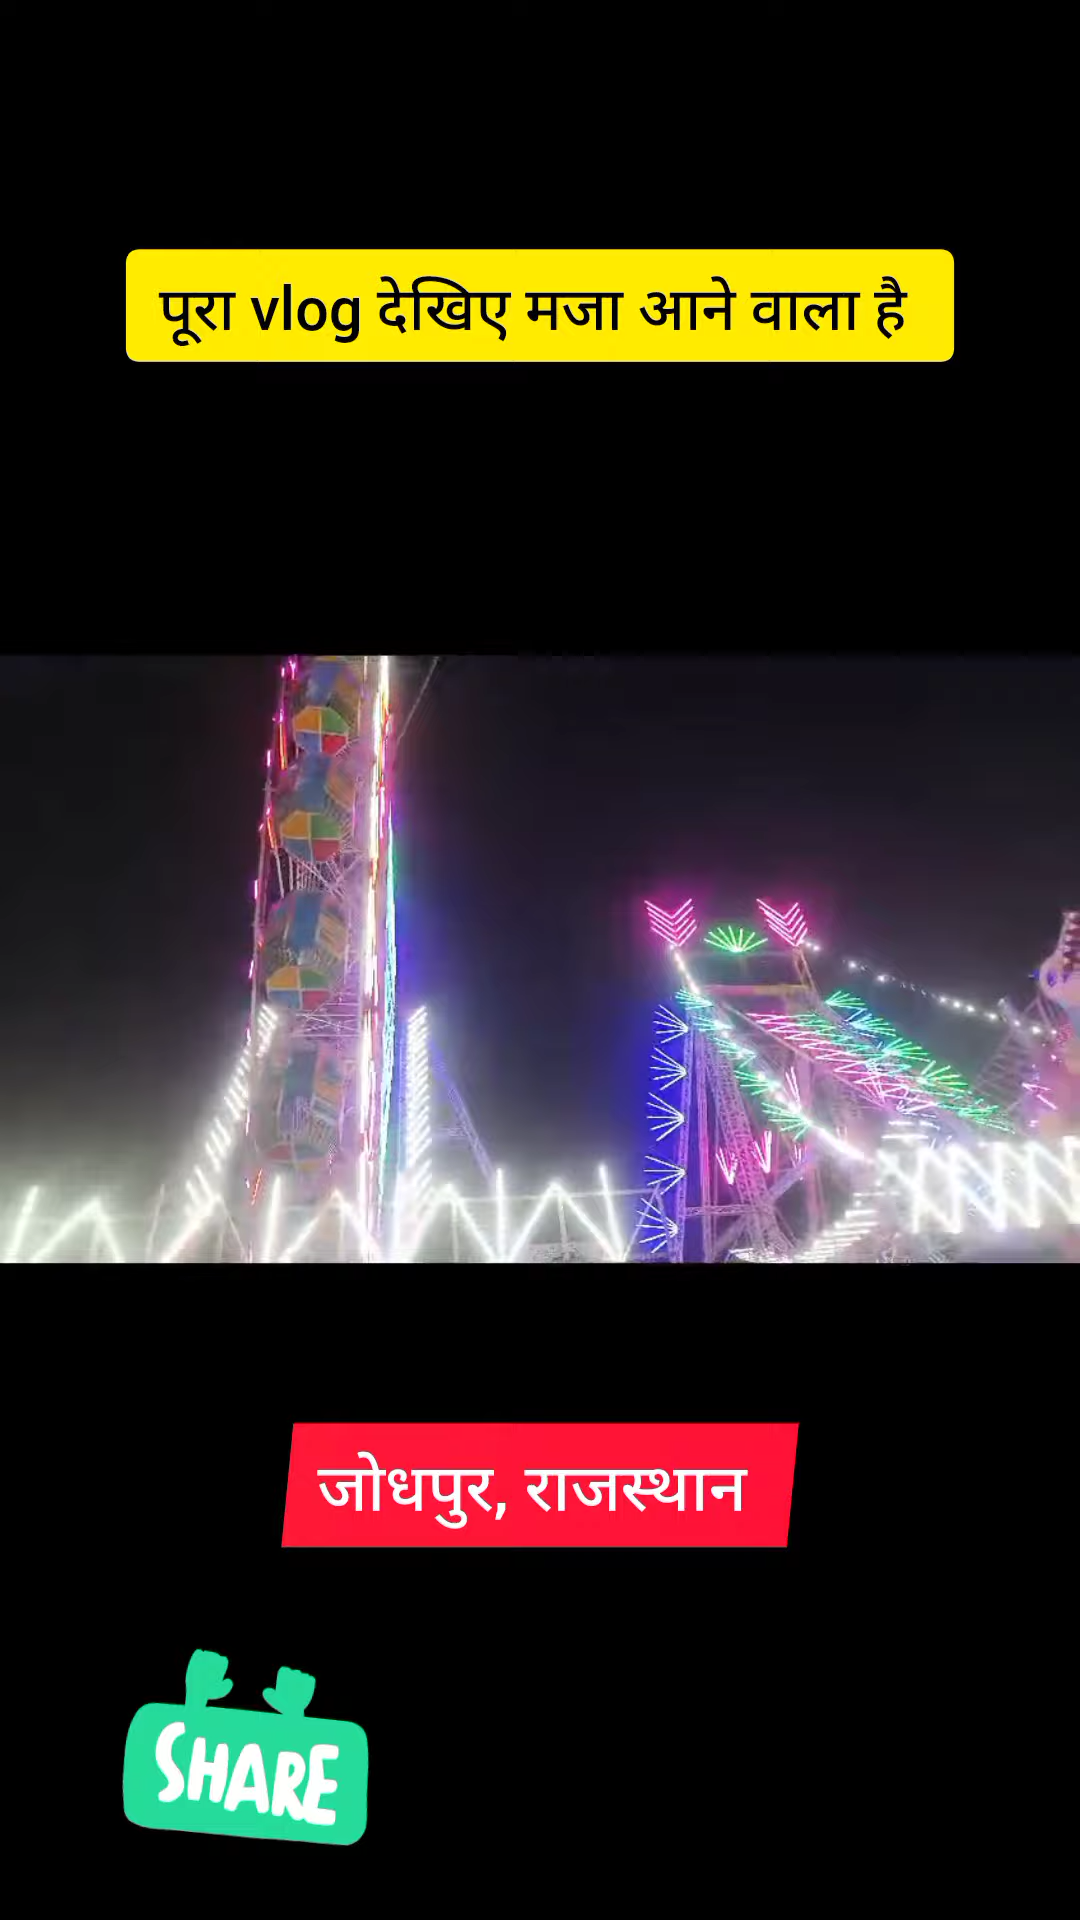 पूरा vlog देखिए मजा आने वाला है
जोधपुर, राजस्थान
SHARE